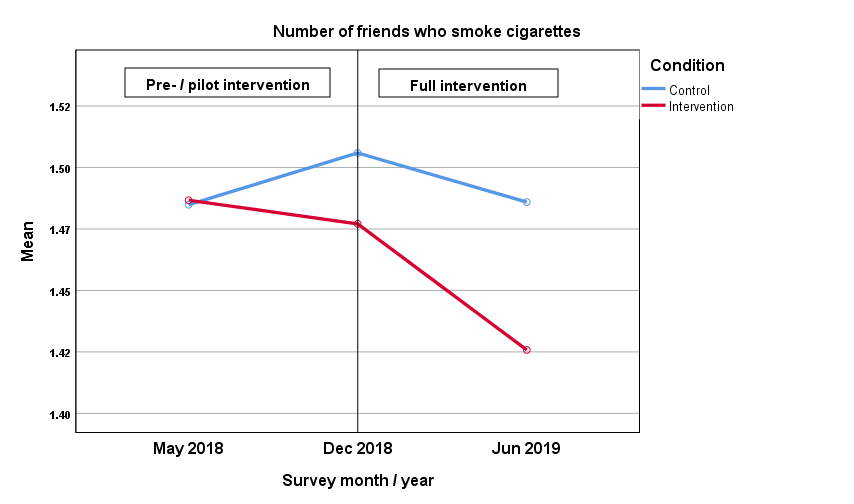 Number of friends who smoke cigarettes
Pre- / pilot intervention
Full intervention
Condition
Control
Intervention
1.52
1.50
1.47
1.45
1.42
1.40
Mean
May 2018
Dec 2018
Jun 2019
Survey month / year